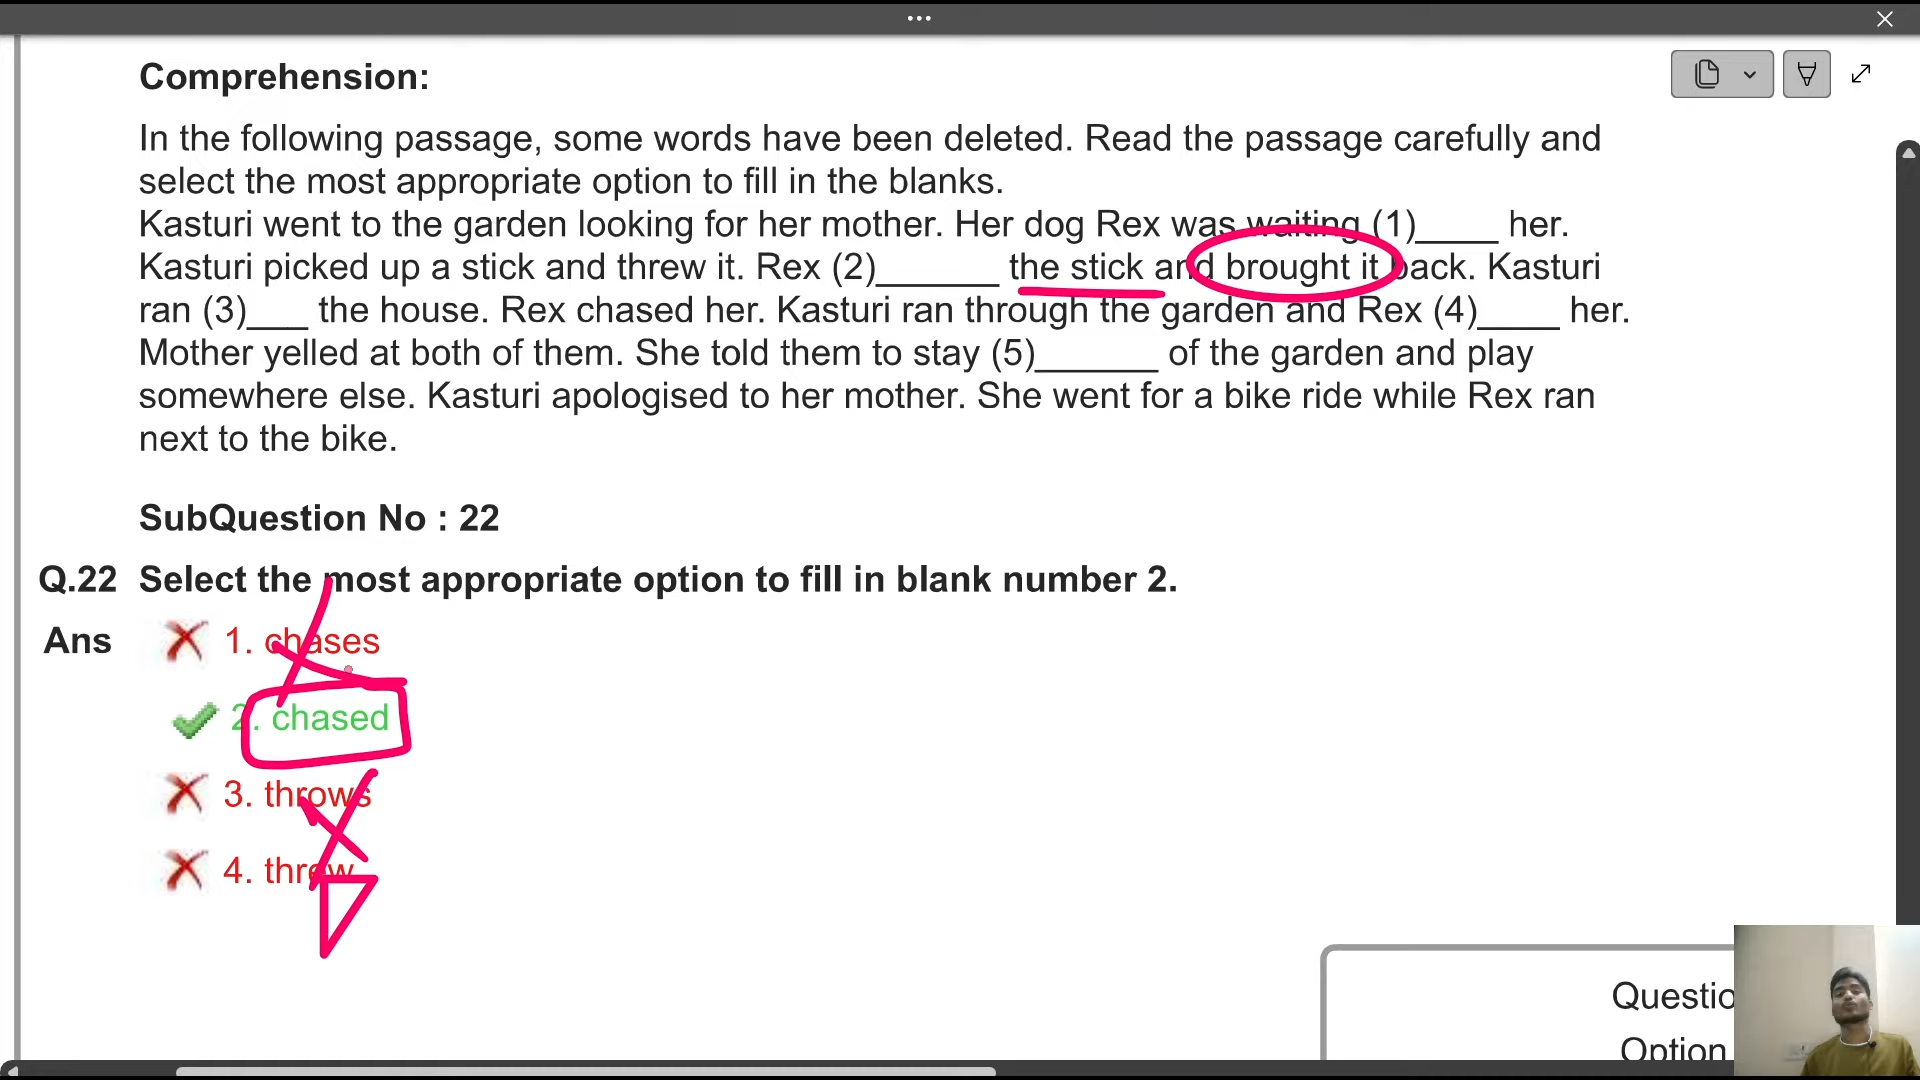 Comprehension:
In the following passage, some words have been deleted. Read the passage carefully and
select the most appropriate option to fill in the blanks.
Kasturi went to the garden looking for her mother. Her dog Rex was waiting (1)____ her.
Kasturi picked up a stick and threw it. Rex (2)______ the stick and brought it back. Kasturi
ran (3)___ the house. Rex chased her. Kasturi ran through the garden and Rex (4)____ her.
Mother yelled at both of them. She told them to stay (5)______ of the garden and play
somewhere else. Kasturi apologised to her mother. She went for a bike ride while Rex ran
next to the bike.
SubQuestion No : 22
Q.22 Select the most appropriate option to fill in blank number 2.
Ans 1. chases
2. chased
3. throws
4. threw
Questio
Option